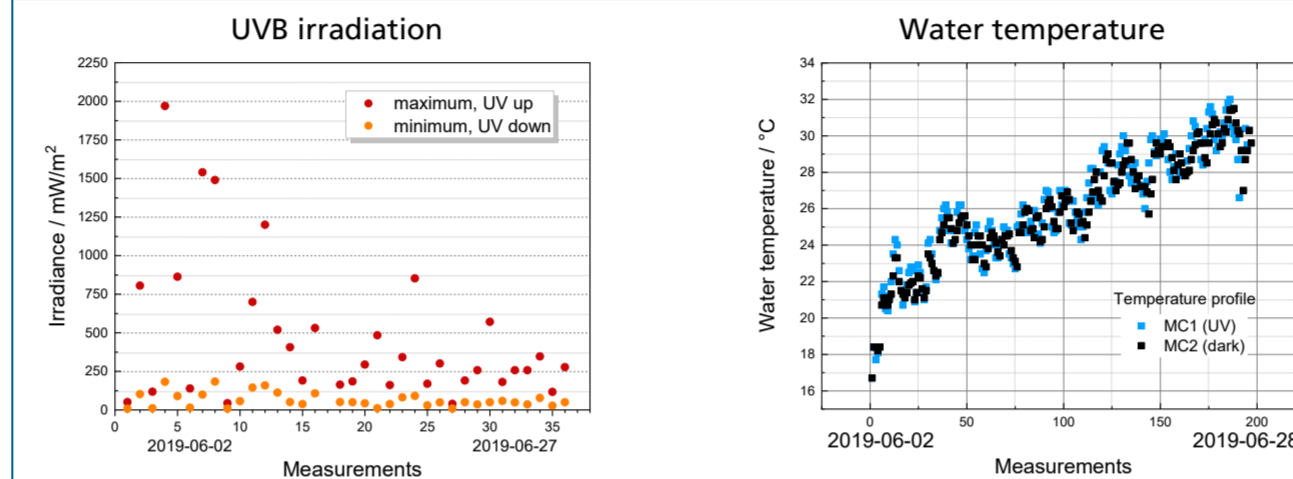 UVB irradiation
2250
2000
1750
1500
1250
1000
750
500
250
0
Irradiance / mW/m²
maximum, UV up
minimum, UV down
0 5 10 15 20 25 30 35
2019-06-02 2019-06-27
Measurements
Water temperature
34
32
30
28
26
24
22
20
18
16
Water temperature / °C
Temperature profile
MC1 (UV)
MC2 (dark)
0 50 100 150 200
2019-06-02 2019-06-28
Measurements